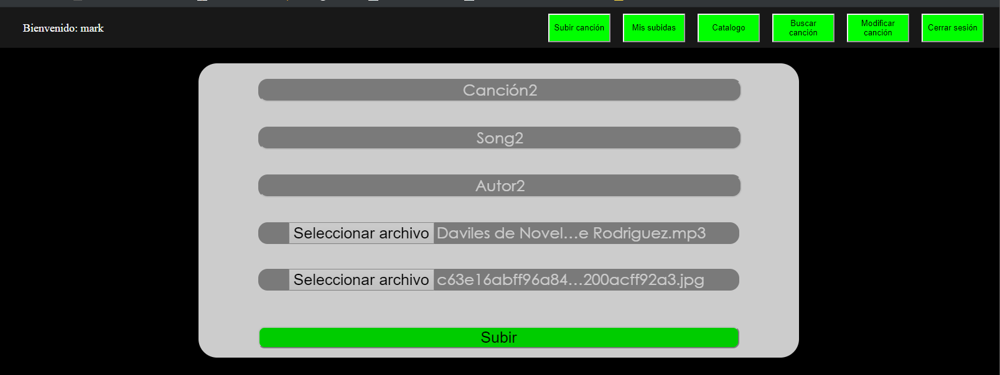 Bienvenido: mark
Subir canción
Mis subidas
Catalogo
Buscar
canción
Modificar
canción
Cerrar sesión
Canción2
Song2
Autor2
Seleccionar archivo Daviles de Novel...e Rodriguez.mp3
Seleccionar archivo c63e16abff96a84...200acff92a3.jpg
Subir